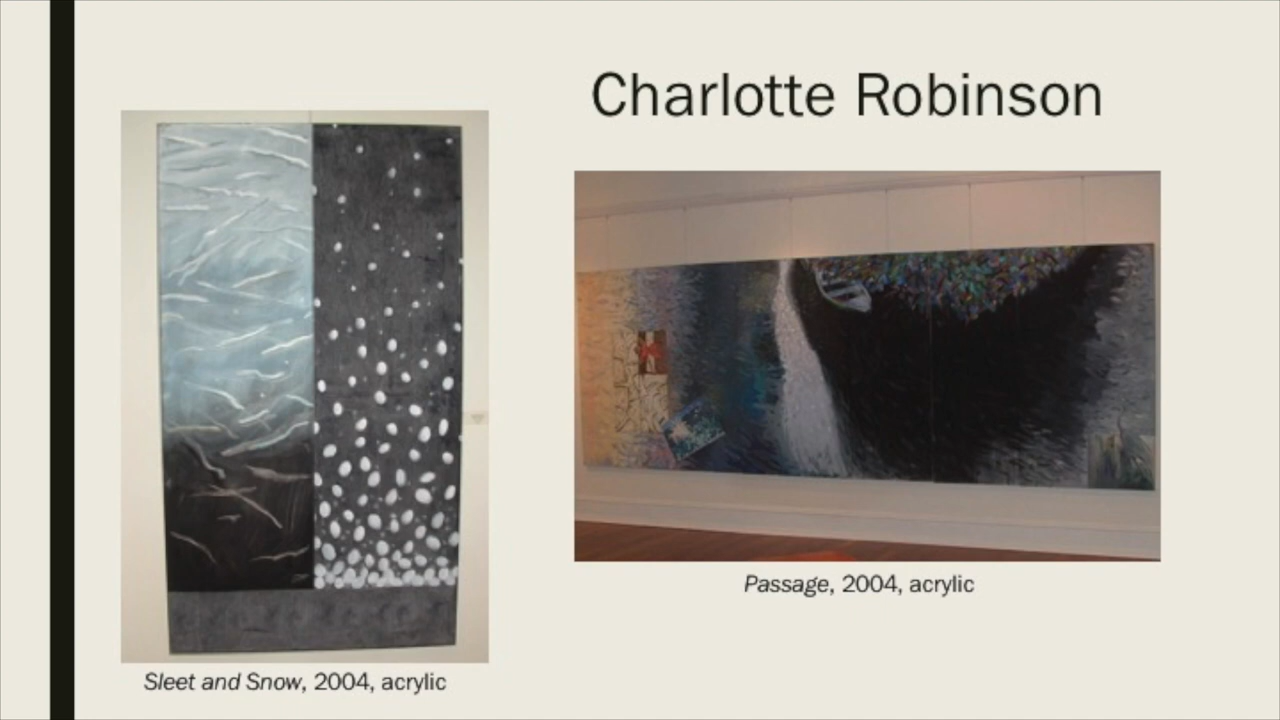 Charlotte Robinson
Passage, 2004, acrylic
Sleet and Snow, 2004, acrylic